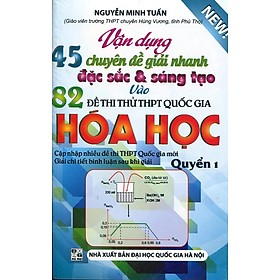 NGUYỄN MINH TUẤN
(Giáo viên trường THPT chuyên Hùng Vương, tỉnh Phú Thọ)
NEW
Vận dụng
45 chuyên đề giải nhanh
đặc sắc & sáng tạo
Vào
82 ĐỀ THI THỬ THPT QUỐC GIA
HÓA HỌC
Cập nhập nhiều đề thi THPT Quốc gia mới
Giải chi tiết bình luận sau khi giải
Quyển 1
200 ml
NHÀ XUẤT BẢN ĐẠI HỌC QUỐC GIA HÀ NỘI